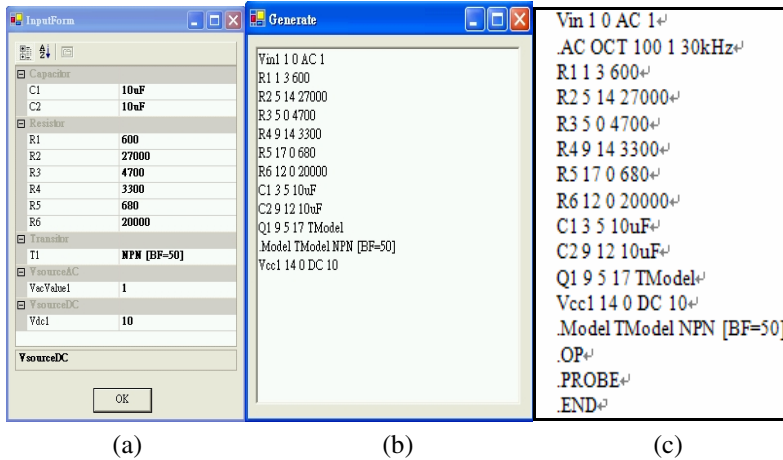 InputForm
Capacitor
C1 10uF
C2 10uF
Resistor
R1 600
R2 27000
R3 4700
R4 3300
R5 680
R6 20000
Transitor
T1 NPN [BF=50]
VsourceAC
VacValue1 1
VsourceDC
Vdc1 10
VsourceDC
OK
(a)
Generate
Vin1 1 0 AC 1
R1 1 3 600
R2 5 14 27000
R3 5 0 4700
R4 9 14 3300
R5 17 0 680
R6 12 0 20000
C1 3 5 10uF
C2 9 12 10uF
Q1 9 5 17 TModel
.Model TModel NPN [BF=50]
Vcc1 14 0 DC 10
(b)
Vin 1 0 AC 1↵
.AC OCT 100 1 30kHz↵
R1 1 3 600↵
R2 5 14 27000↵
R3 5 0 4700↵
R4 9 14 3300↵
R5 17 0 680↵
R6 12 0 20000↵
C1 3 5 10uF↵
C2 9 12 10uF↵
Q1 9 5 17 TModel↵
Vcc1 14 0 DC 10↵
.Model TModel NPN [BF=50]
.OP↵
.PROBE↵
.END↵
(c)